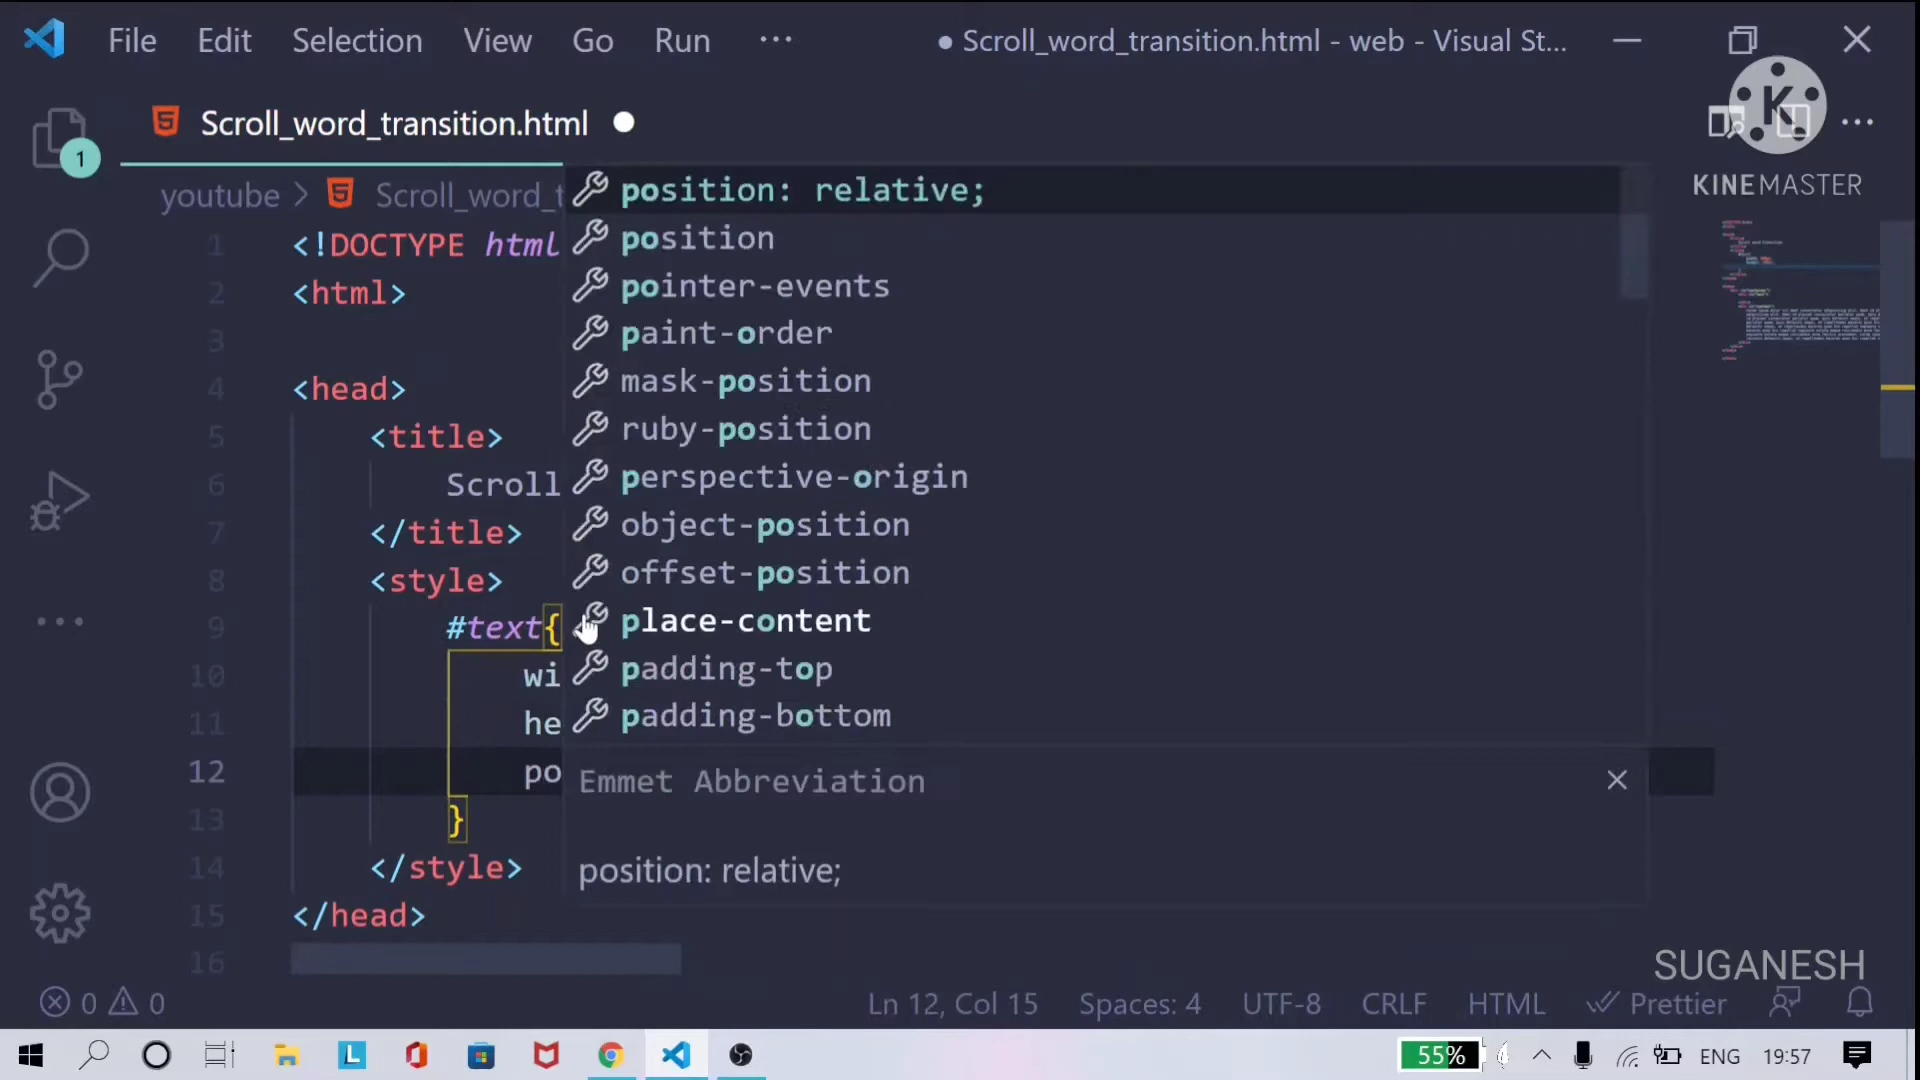 File Edit Selection View Go Run ··· ● Scroll_word_transition.html - web - Visual St...
Scroll_word_transition.html
1
KINEMASTER
youtube > Scroll_word_t
1 <!DOCTYPE html
2 <html>
3
4 <head>
5 <title>
6 Scroll
7 </title>
8 <style>
9 #text{
10 wi
11 he
12 po
13 }
14 </style>
15 </head>
16
position: relative;
position
pointer-events
paint-order
mask-position
ruby-position
perspective-origin
object-position
offset-position
place-content
padding-top
padding-bottom
Emmet Abbreviation
position: relative;
SUGANESH
0 0 Ln 12, Col 15 Spaces: 4 UTF-8 CRLF HTML Prettier
55% ENG 19:57